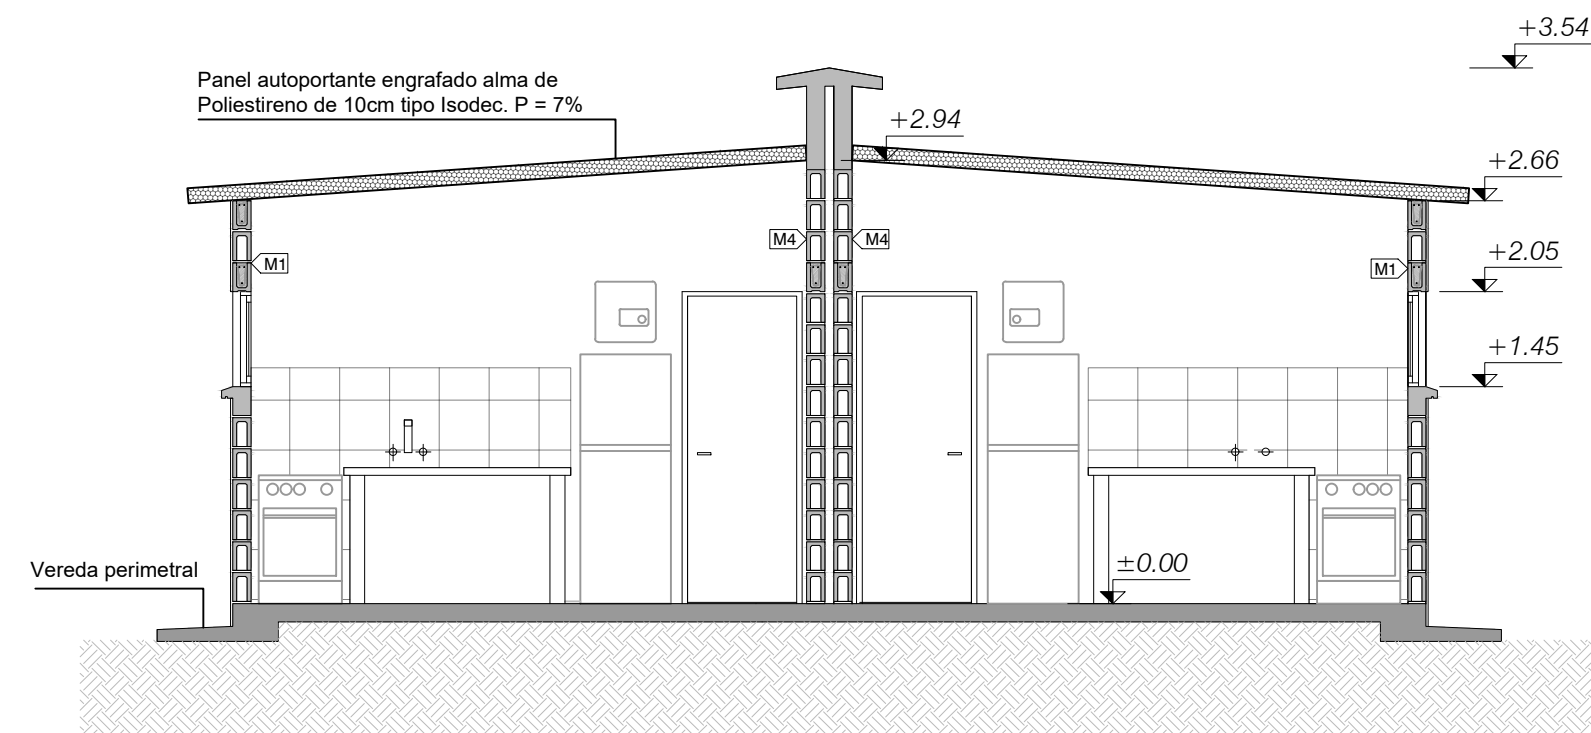 +3.54
Panel autoportante engrafado alma de
Poliestireno de 10cm tipo Isodec. P = 7%
+2.94
+2.66
M4
M4
+2.05
M1
M1
+1.45
±0.00
Vereda perimetral